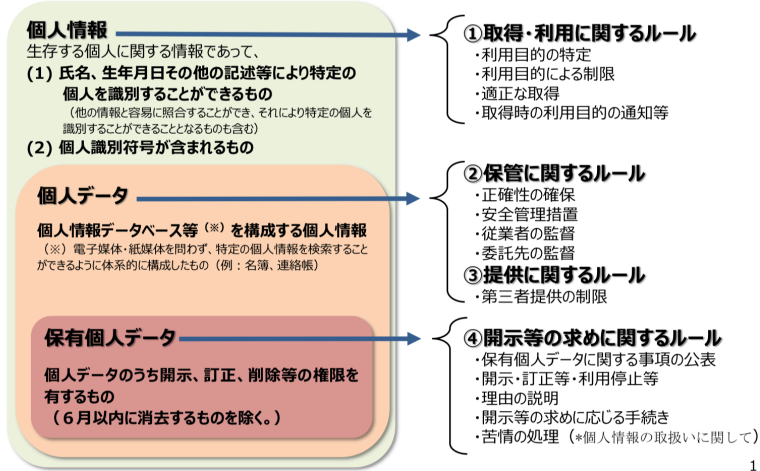 個人情報
生存する個人に関する情報であって、
(1) 氏名、生年月日その他の記述等により特定の
個人を識別することができるもの
（他の情報と容易に照合することができ、それにより特定の個人を
識別することができることとなるものも含む）
(2) 個人識別符号が含まれるもの
①取得・利用に関するルール
・利用目的の特定
・利用目的による制限
・適正な取得
・取得時の利用目的の通知等
個人データ
個人情報データベース等（※）を構成する個人情報
（※）電子媒体・紙媒体を問わず、特定の個人情報を検索すること
ができるように体系的に構成したもの（例：名簿、連絡帳）
②保管に関するルール
・正確性の確保
・安全管理措置
・従業者の監督
・委託先の監督
③提供に関するルール
・第三者提供の制限
保有個人データ
個人データのうち開示、訂正、削除等の権限を
有するもの
（６月以内に消去するものを除く。）
④開示等の求めに関するルール
・保有個人データに関する事項の公表
・開示・訂正等・利用停止等
・理由の説明
・開示等の求めに応じる手続き
・苦情の処理（*個人情報の取扱いに関して）
1